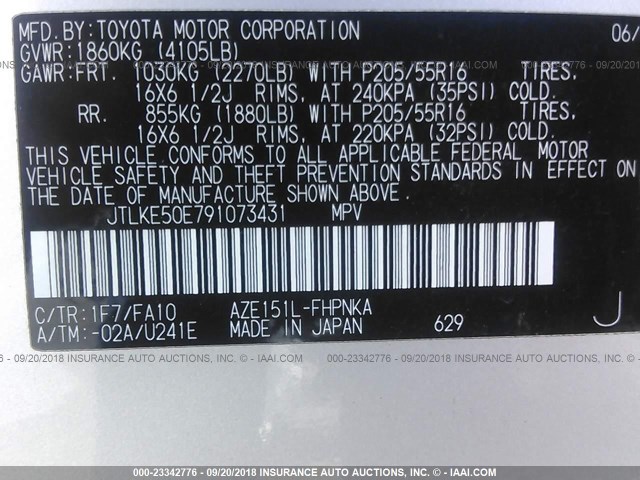 MFD.BY:TOYOTA MOTOR CORPORATION 06/
GVWR:1860KG (4105LB)
GAWR:FRT. 1030KG (2270LB) WITH P205/55R16 TIRES.
16X6 1/2J RIMS, AT 240KPA (35PSI) COLD.
RR. 855KG (1880LB) WITH P205/55R16 TIRES,
16X6 1/2J RIMS, AT 220KPA (32PSI) COLD.
THIS VEHICLE CONFORMS TO ALL APPLICABLE FEDERAL MOTOR
VEHICLE SAFETY AND THEFT PREVENTION STANDARDS IN EFFECT ON
THE DATE OF MANUFACTURE SHOWN ABOVE.
JTLKE50E791073431 MPV
C/TR:1F7/FA10 AZE151L-FHPNKA
A/TM:-02A/U241E MADE IN JAPAN 629 J
000-23342776 - 09/20/2018 INSURANCE AUTO AUCTIONS, INC. - © - WWW.IAAI.COM